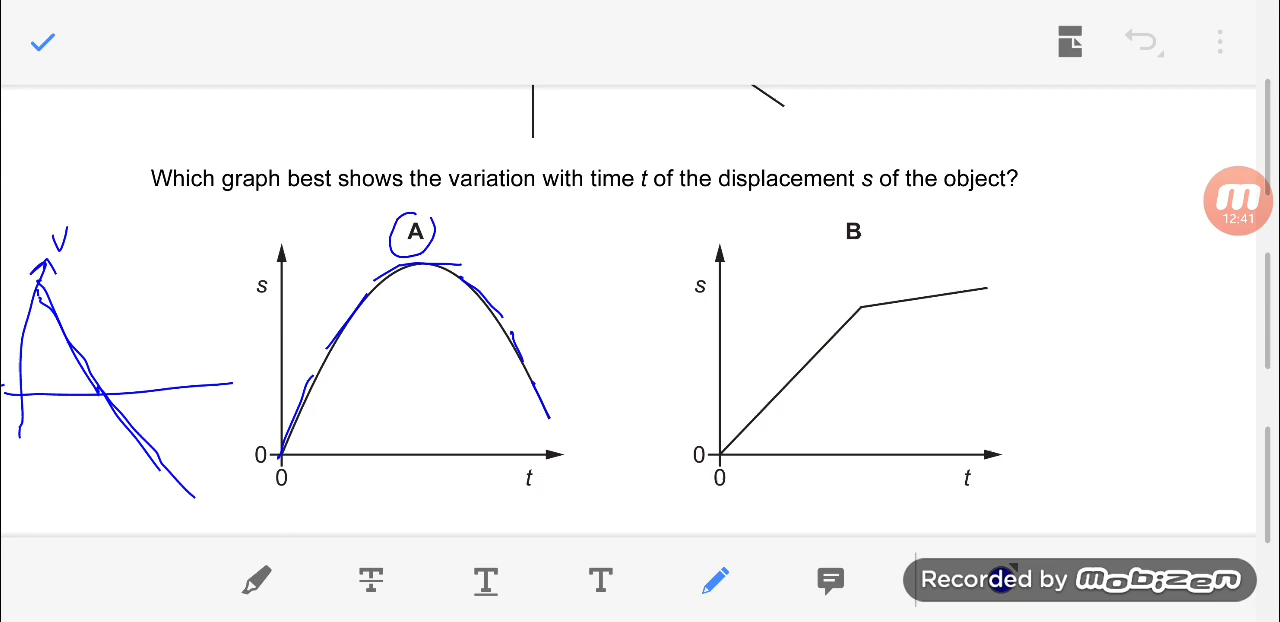 12:41
Which graph best shows the variation with time t of the displacement s of the object?
V
A
B
s
s
0
0
0
t
0
t
T
T
T
Recorded by mobizen